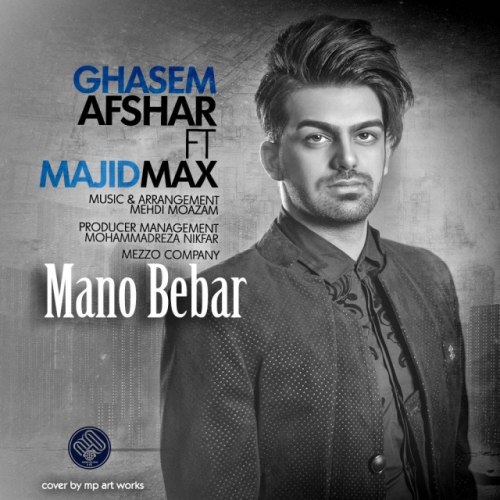 GHASEM
AFSHAR
FT
MAJIDMAX
MUSIC & ARRANGEMENT
MEHDI MOAZAM
PRODUCER MANAGEMENT
MOHAMMADREZA NIKFAR
MEZZO COMPANY
Mano Bebar
cover by mp art works